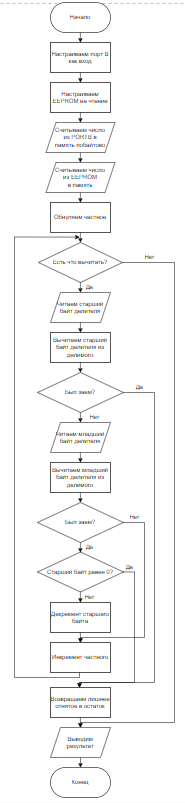 Начало
Настраиваем порт B
как вход
Настраиваем
EEPROM на чтение
Считываем число
из PORTB в
память побайтово
Считываем число
из EEPROM
в память
Обнуляем частное
Есть что вычитать?
Нет
Да
Читаем старший
байт делителя
Вычитаем старший
байт делителя из
делимого
Был заем?
Да
Нет
Читаем младший
байт делителя
Вычитаем младший
байт делителя из
делимого
Был заем?
Нет
Да
Старший байт равен 0?
Да
Нет
Декремент старшего
байта
Инкремент частного
Возвращаем лишнее
отнятое в остаток
Выводим
результат
Конец